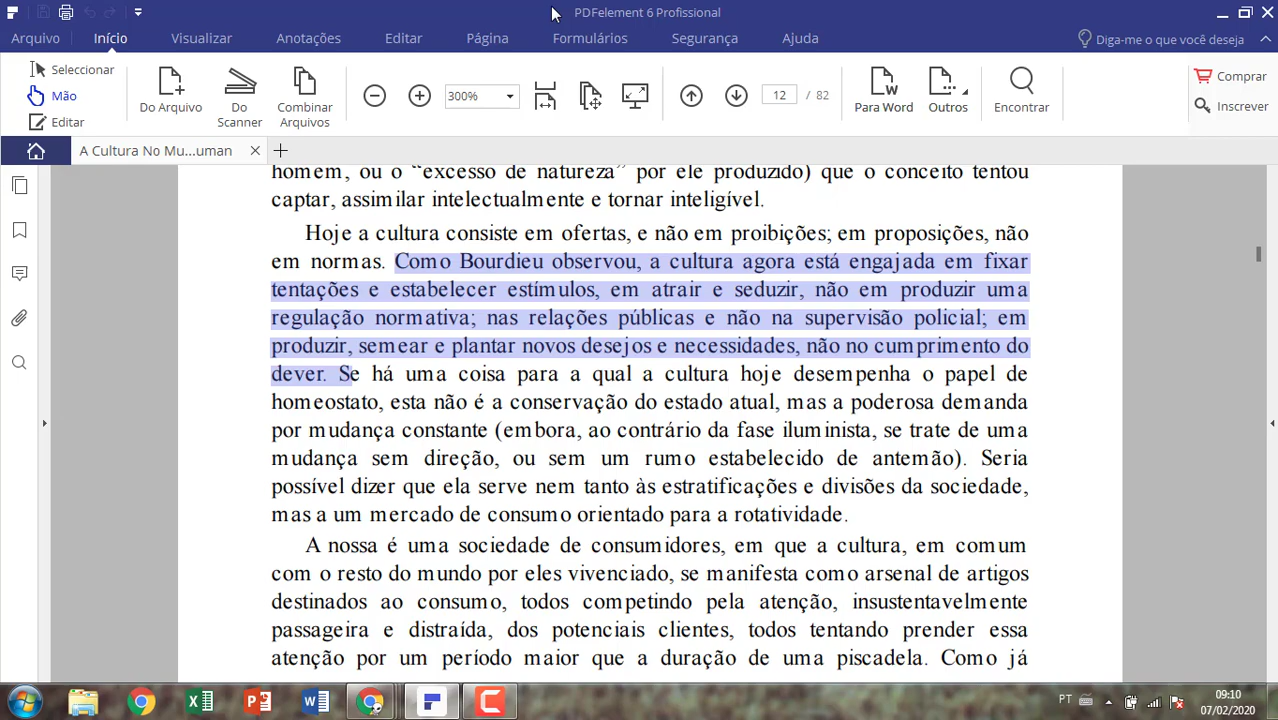 PDFelement 6 Profissional
Arquivo Início Visualizar Anotações Editar Página Formulários Segurança Ajuda Diga-me o que você deseja
Seleccionar
Mão
Editar
Do Arquivo
Do Scanner
Combinar Arquivos
300%
12 / 82
Para Word
Outros
Encontrar
Comprar
Inscrever
A Cultura No Mu...uman
homem, ou o “excesso de natureza” por ele produzido) que o conceito tentou
captar, assimilar intelectualmente e tornar inteligível.
Hoje a cultura consiste em ofertas, e não em proibições; em proposições, não
em normas. Como Bourdieu observou, a cultura agora está engajada em fixar
tentações e estabelecer estímulos, em atrair e seduzir, não em produzir uma
regulação normativa; nas relações públicas e não na supervisão policial; em
produzir, semear e plantar novos desejos e necessidades, não no cumprimento do
dever. Se há uma coisa para a qual a cultura hoje desempenha o papel de
homeostato, esta não é a conservação do estado atual, mas a poderosa demanda
por mudança constante (embora, ao contrário da fase iluminista, se trate de uma
mudança sem direção, ou sem um rumo estabelecido de antemão). Seria
possível dizer que ela serve nem tanto às estratificações e divisões da sociedade,
mas a um mercado de consumo orientado para a rotatividade.
A nossa é uma sociedade de consumidores, em que a cultura, em comum
com o resto do mundo por eles vivenciado, se manifesta como arsenal de artigos
destinados ao consumo, todos competindo pela atenção, insustentavelmente
passageira e distraída, dos potenciais clientes, todos tentando prender essa
atenção por um período maior que a duração de uma piscadela. Como já
PT
09:10
07/02/2020